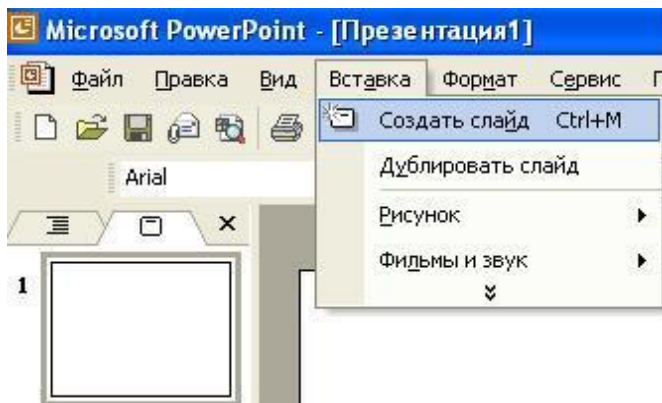 Microsoft PowerPoint - [Презентация1]
Файл Правка Вид Вставка Формат Сервис
Создать слайд Ctrl+M
Arial
Дублировать слайд
Рисунок
Фильмы и звук
1